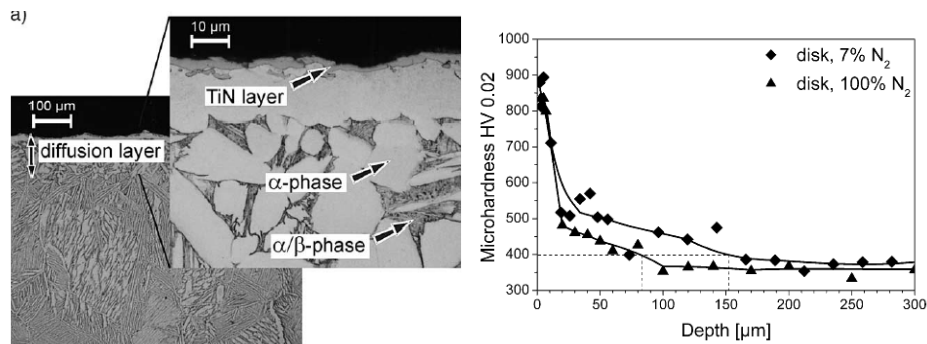 a)
10 µm
TiN layer
100 µm
diffusion layer
α-phase
α/β-phase
Microhardness HV 0.02
1000
900
800
700
600
500
400
300
0
50
100
150
200
250
300
Depth [µm]
disk, 7% N₂
disk, 100% N₂